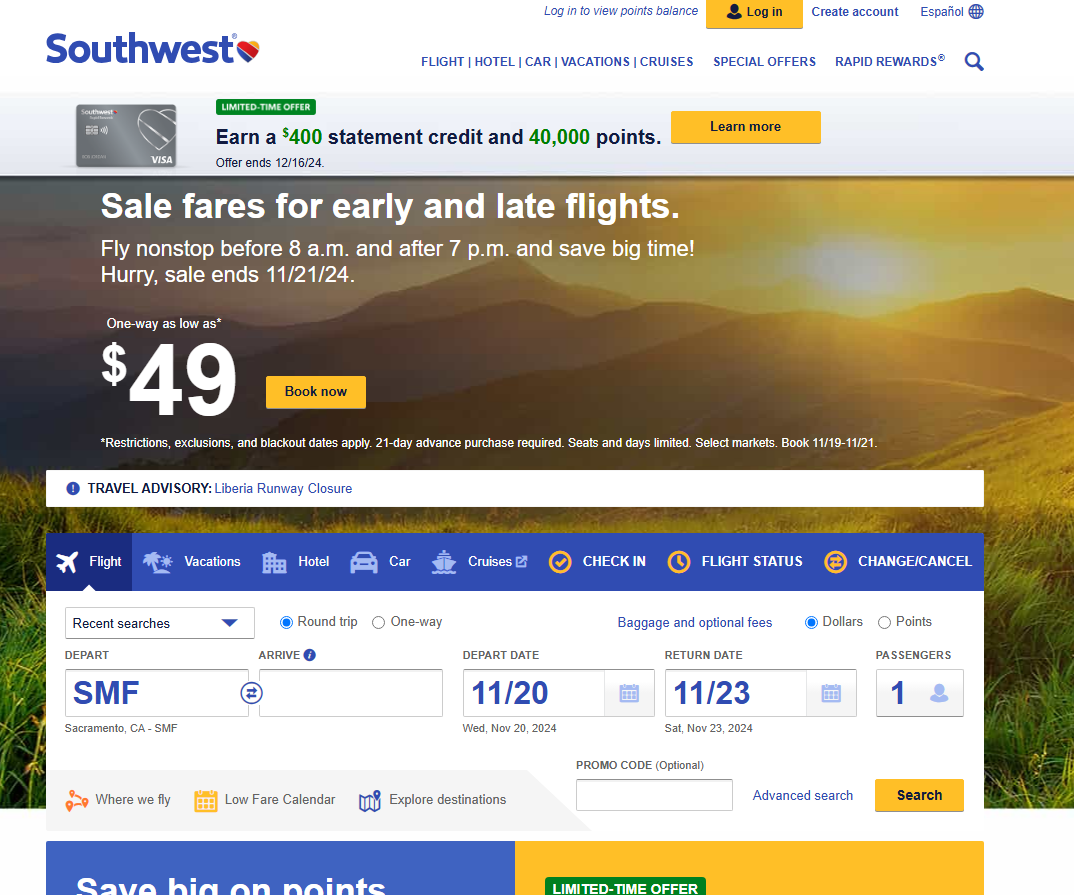 Log in to view points balance
Log in
Create account
Español
Southwest®
FLIGHT | HOTEL | CAR | VACATIONS | CRUISES
SPECIAL OFFERS
RAPID REWARDS®
Southwest
VISA
LIMITED-TIME OFFER
Earn a $400 statement credit and 40,000 points.
Offer ends 12/16/24.
Learn more
Sale fares for early and late flights.
Fly nonstop before 8 a.m. and after 7 p.m. and save big time!
Hurry, sale ends 11/21/24.
One-way as low as*
$49
Book now
*Restrictions, exclusions, and blackout dates apply. 21-day advance purchase required. Seats and days limited. Select markets. Book 11/19-11/21.
TRAVEL ADVISORY: Liberia Runway Closure
Flight
Vacations
Hotel
Car
Cruises
CHECK IN
FLIGHT STATUS
CHANGE/CANCEL
Recent searches
Round trip
One-way
Baggage and optional fees
Dollars
Points
DEPART
ARRIVE
DEPART DATE
RETURN DATE
PASSENGERS
SMF
11/20
11/23
1
Sacramento, CA - SMF
Wed, Nov 20, 2024
Sat, Nov 23, 2024
PROMO CODE (Optional)
Where we fly
Low Fare Calendar
Explore destinations
Advanced search
Search
Save big on points
LIMITED-TIME OFFER